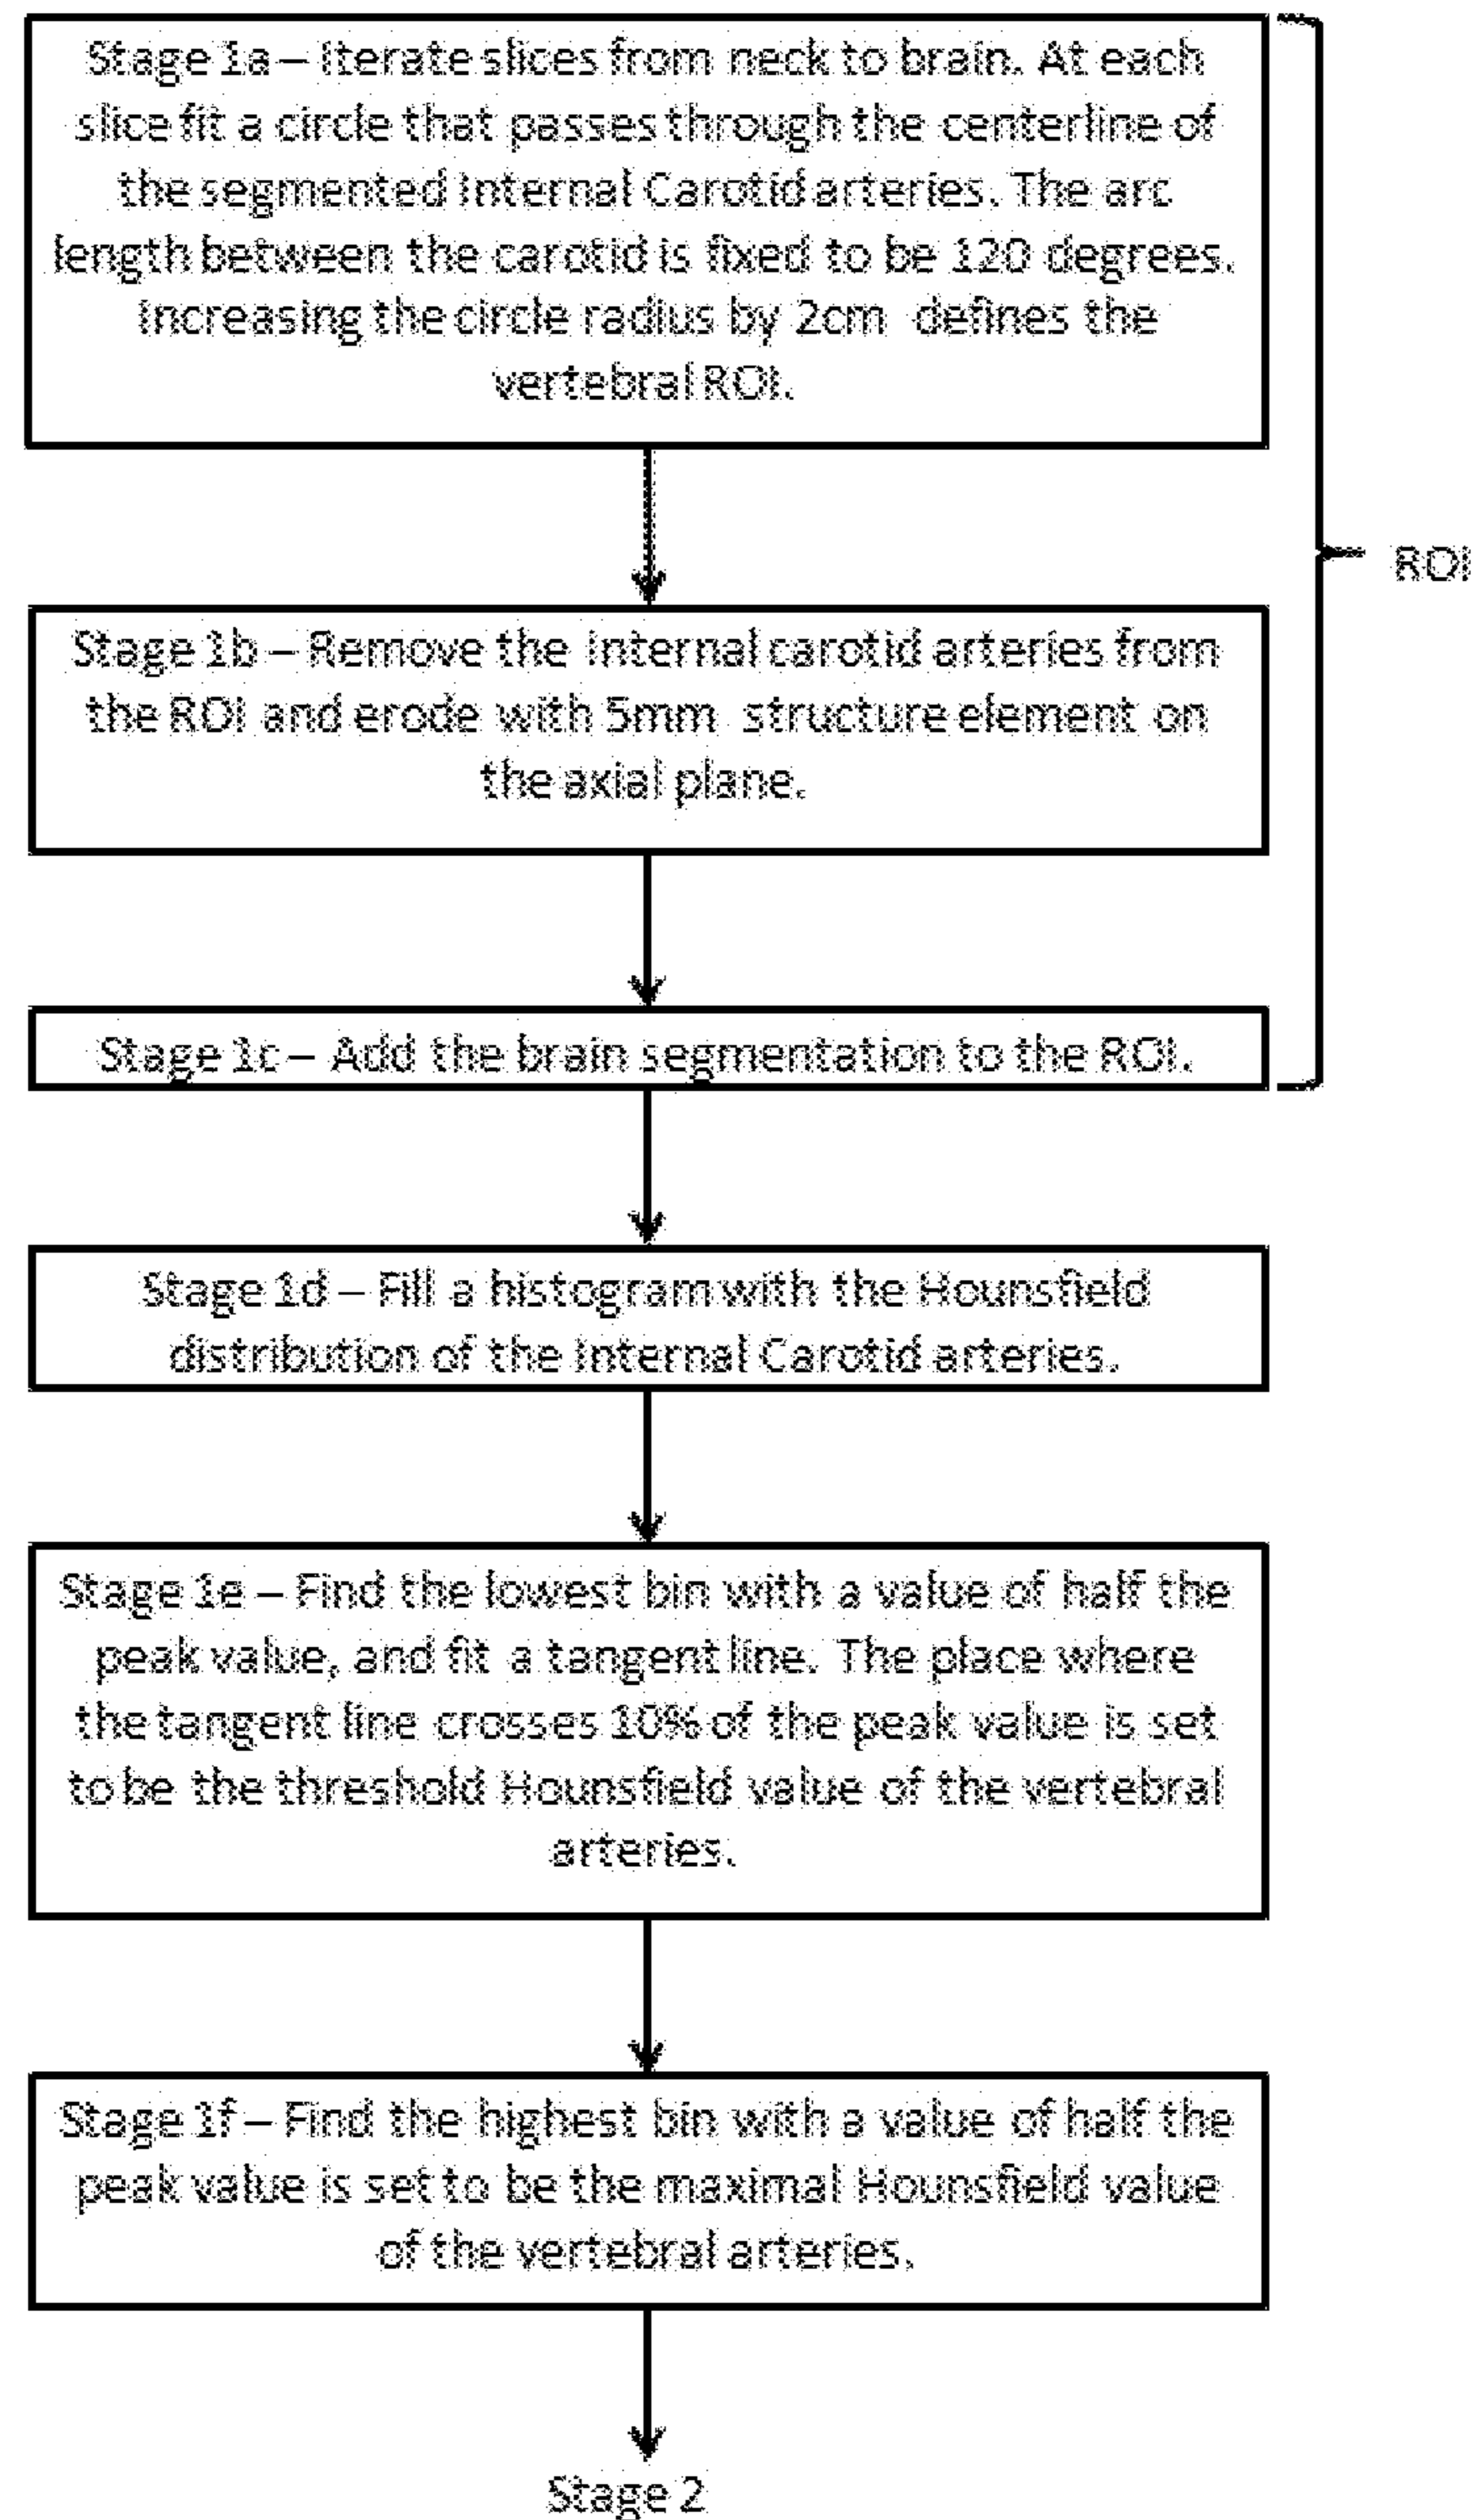 Stage 1a – Iterate slices from neck to brain. At each
slice fit a circle that passes through the centerline of
the segmented Internal Carotid arteries. The arc
length between the carotid is fixed to be 120 degrees.
Increasing the circle radius by 2cm defines the
vertebral ROI.
ROI
Stage 1b – Remove the internal carotid arteries from
the ROI and erode with 5mm structure element on
the axial plane.
Stage 1c – Add the brain segmentation to the ROI.
Stage 1d – Fill a histogram with the Hounsfield
distribution of the Internal Carotid arteries.
Stage 1e – Find the lowest bin with a value of half the
peak value, and fit a tangent line. The place where
the tangent line crosses 10% of the peak value is set
to be the threshold Hounsfield value of the vertebral
arteries.
Stage 1f – Find the highest bin with a value of half the
peak value is set to be the maximal Hounsfield value
of the vertebral arteries.
Stage 2